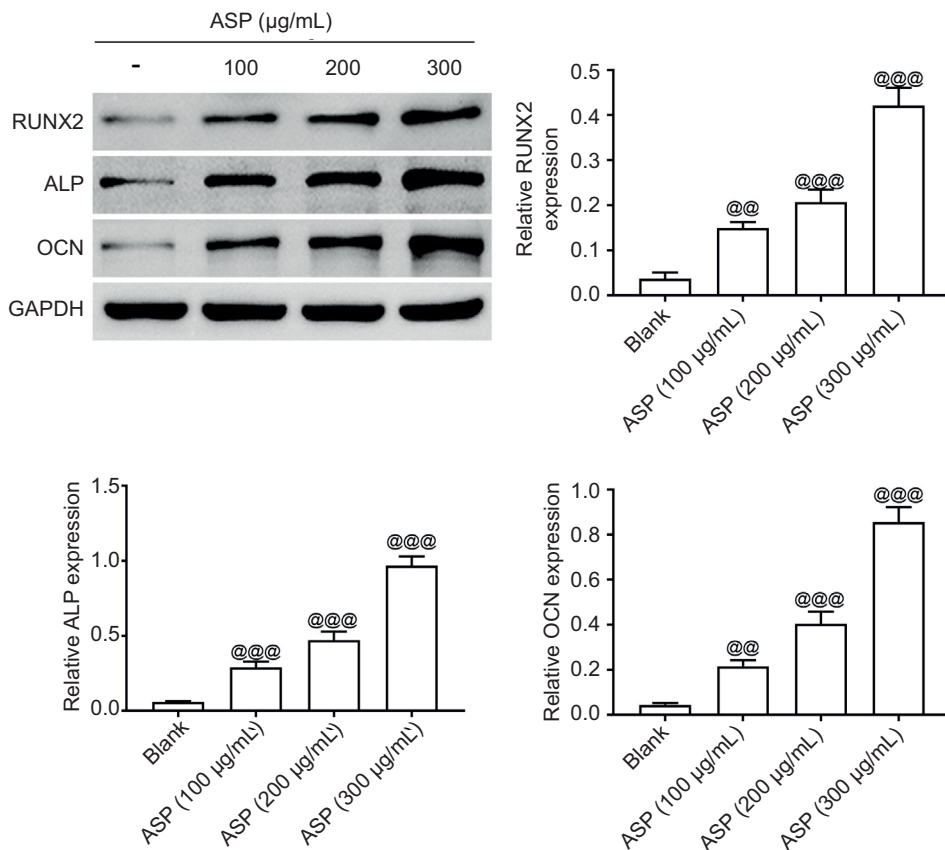 ASP (µg/mL)
- 100 200 300
RUNX2
ALP
OCN
GAPDH
Relative RUNX2
expression
0.5
0.4
0.3
0.2
0.1
0.0
@@
@@@
@@@
Blank
ASP (100 µg/mL)
ASP (200 µg/mL)
ASP (300 µg/mL)
Relative ALP expression
1.5
1.0
0.5
0.0
@@@
@@@
@@@
Blank
ASP (100 µg/mL)
ASP (200 µg/mL)
ASP (300 µg/mL)
Relative OCN expression
1.0
0.8
0.6
0.4
0.2
0.0
@@
@@@
@@@
Blank
ASP (100 µg/mL)
ASP (200 µg/mL)
ASP (300 µg/mL)